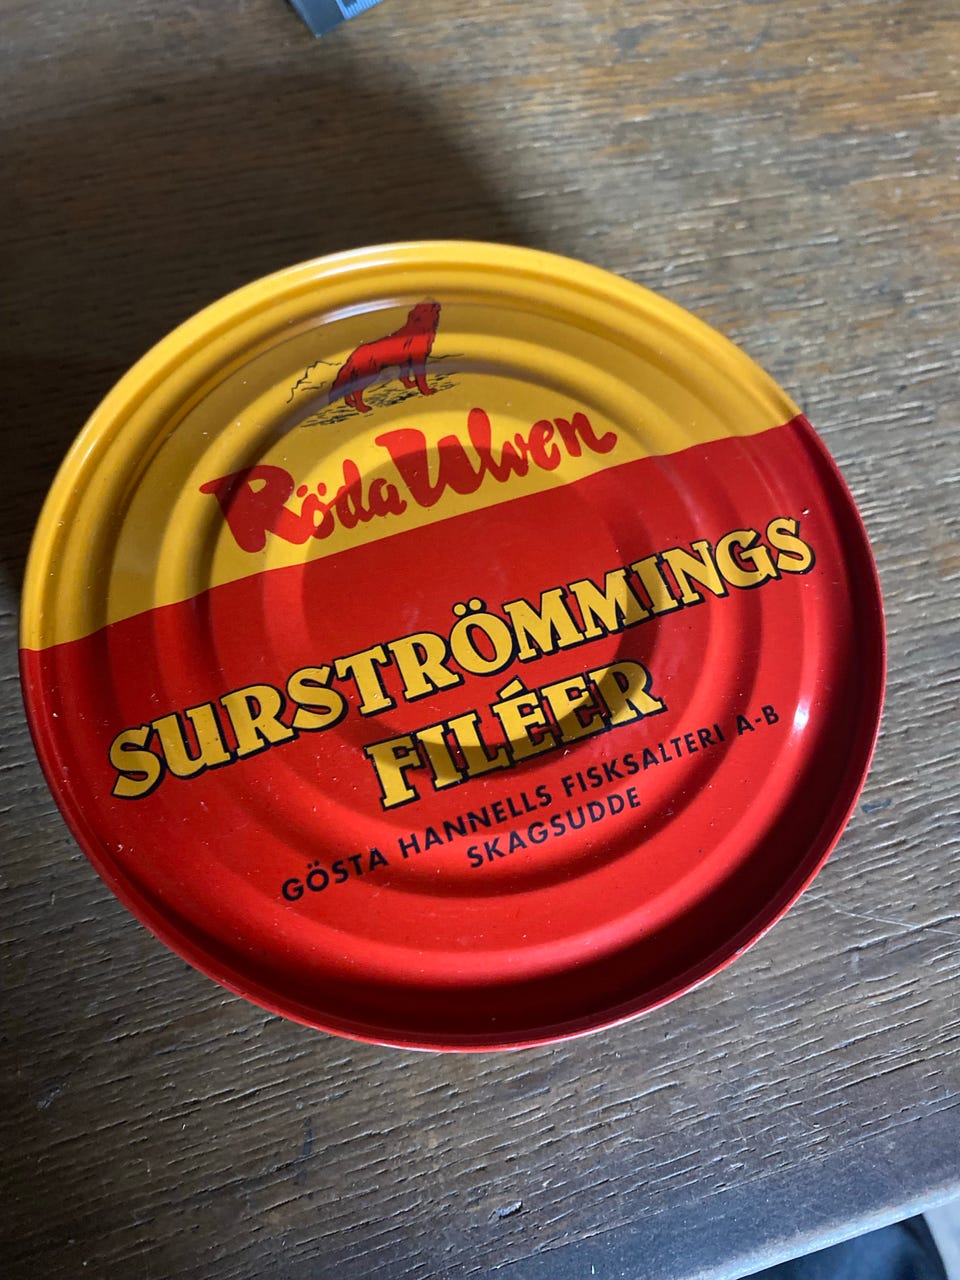 Röda Ulven
SURSTRÖMMINGS
FILÉER
GÖSTA HANNELLS FISKSALTERI A-B
SKAGSUDDE